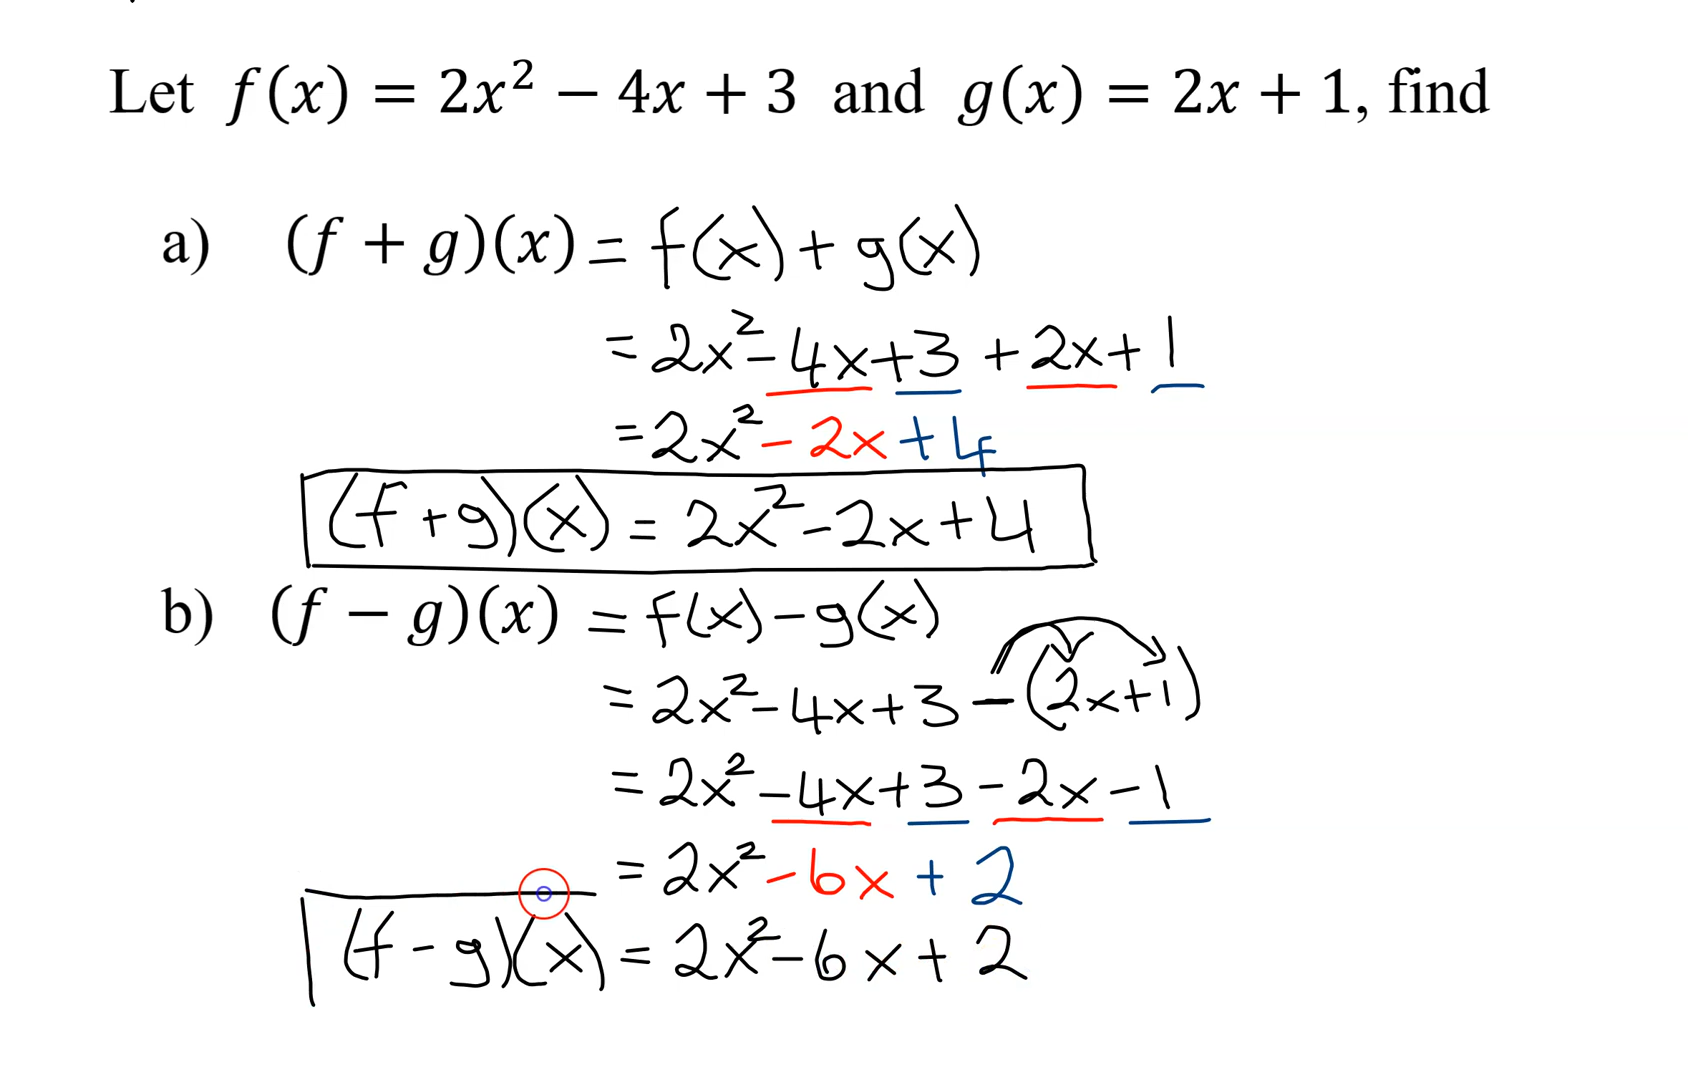 Let f(x) = 2x² − 4x + 3 and g(x) = 2x + 1, find
a) (f + g)(x) = f(x) + g(x)
= 2x² - 4x + 3 + 2x + 1
= 2x² - 2x + 4
(f + g)(x) = 2x² - 2x + 4
b) (f − g)(x) = f(x) - g(x)
= 2x² - 4x + 3 - (2x + 1)
= 2x² - 4x + 3 - 2x - 1
= 2x² - 6x + 2
(f - g)(x) = 2x² - 6x + 2